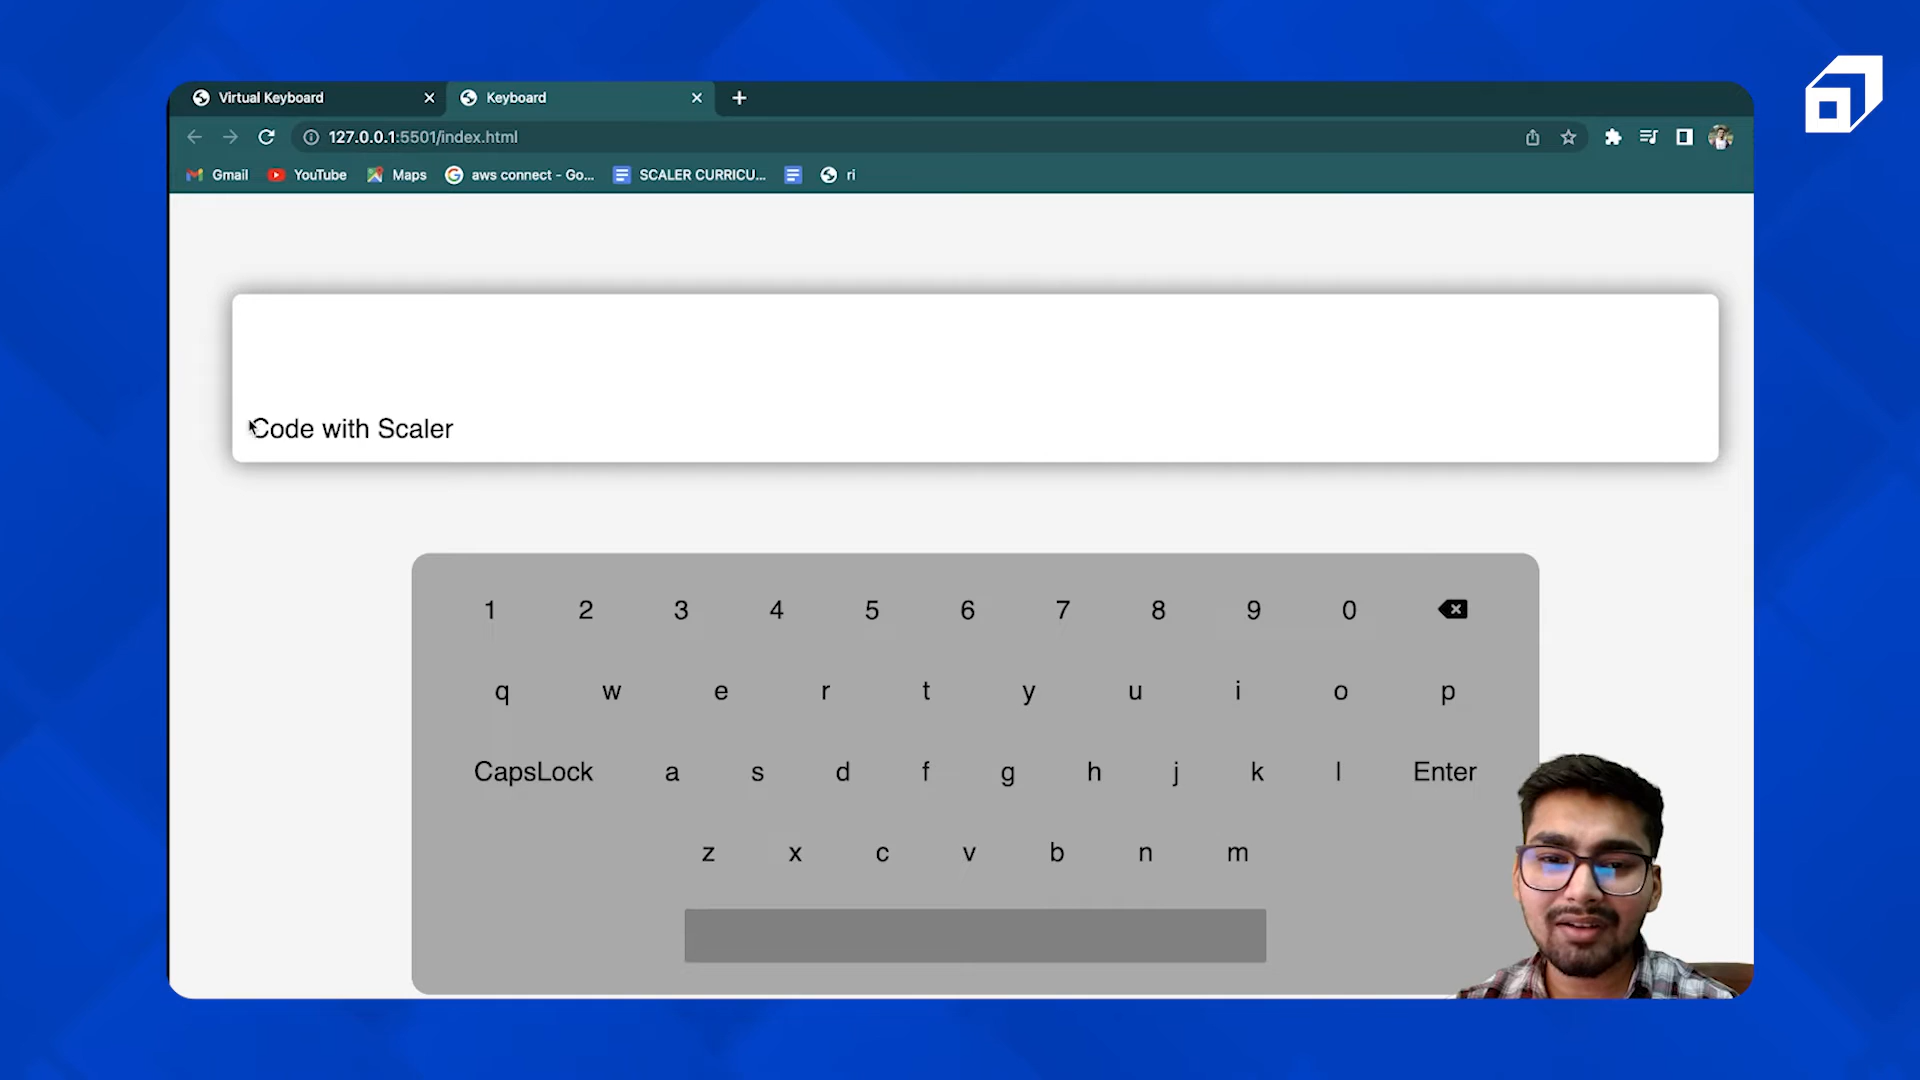 Virtual Keyboard
Keyboard
127.0.0.1:5501/index.html
Gmail YouTube Maps aws connect - Go... SCALER CURRICU... ri
Code with Scaler
1 2 3 4 5 6 7 8 9 0
q w e r t y u i o p
CapsLock a s d f g h j k l Enter
z x c v b n m